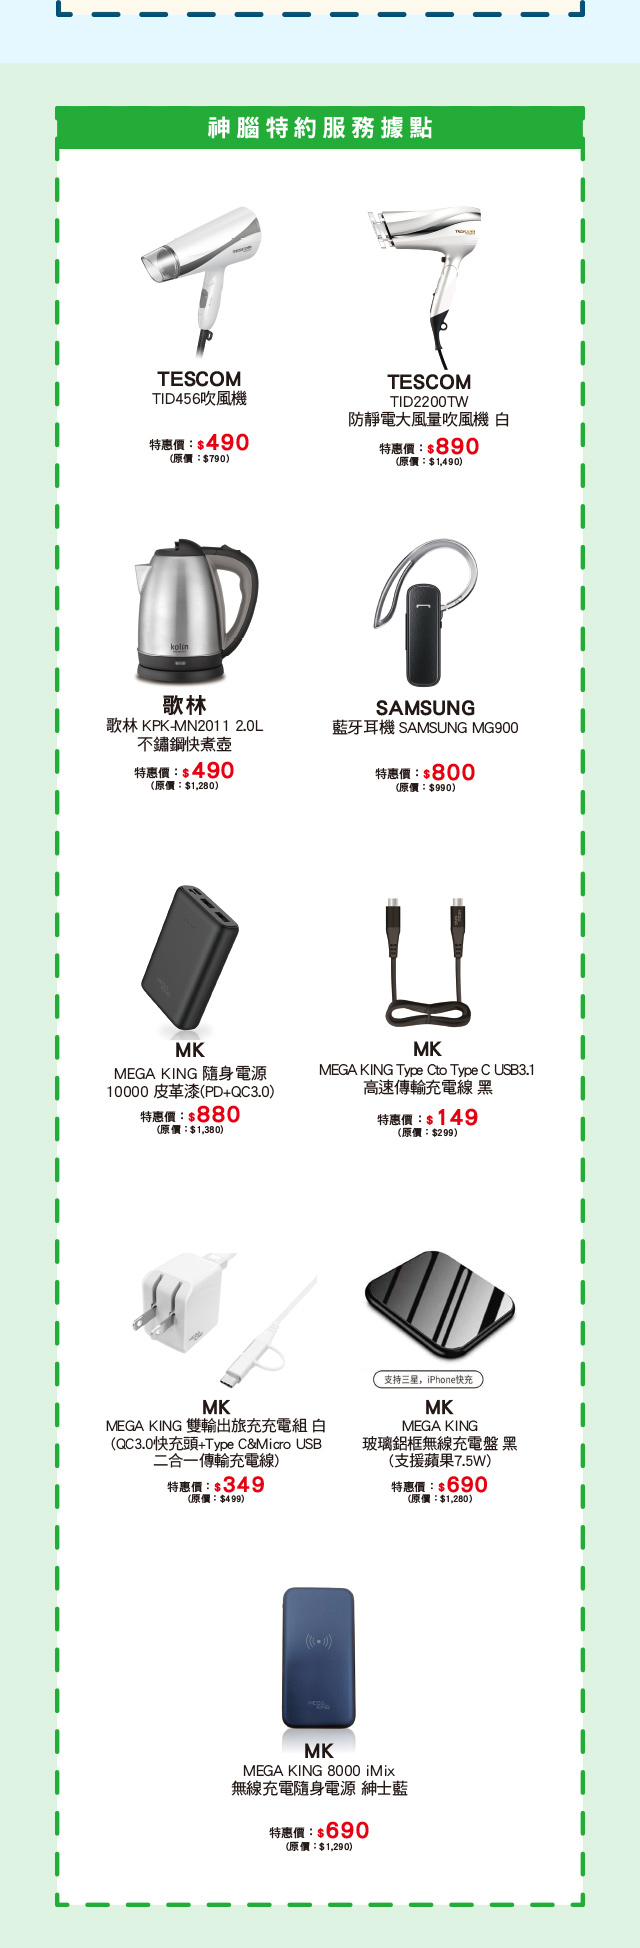 神腦特約服務據點
TESCOM
TID456吹風機
特惠價：$490
(原價：$790)
TESCOM
TID2200TW
防靜電大風量吹風機 白
特惠價：$890
(原價：$1,490)
kolin
歌林
歌林 KPK-MN2011 2.0L
不鏽鋼快煮壺
特惠價：$490
(原價：$1,280)
SAMSUNG
藍牙耳機 SAMSUNG MG900
特惠價：$800
(原價：$990)
MK
MEGA KING 隨身電源
10000 皮革漆(PD+QC3.0)
特惠價：$880
(原價：$1,380)
MK
MEGA KING Type Cto Type C USB3.1
高速傳輸充電線 黑
特惠價：$149
(原價：$299)
MK
MEGA KING 雙輸出旅充充電組 白
(QC3.0快充頭+Type C&Micro USB
二合一傳輸充電線)
特惠價：$349
(原價：$499)
支持三星，iPhone快充
MK
MEGA KING
玻璃鋁框無線充電盤 黑
(支援蘋果7.5W)
特惠價：$690
(原價：$1,280)
MEGA
KING
MK
MEGA KING 8000 iMix
無線充電隨身電源 紳士藍
特惠價：$690
(原價：$1,290)